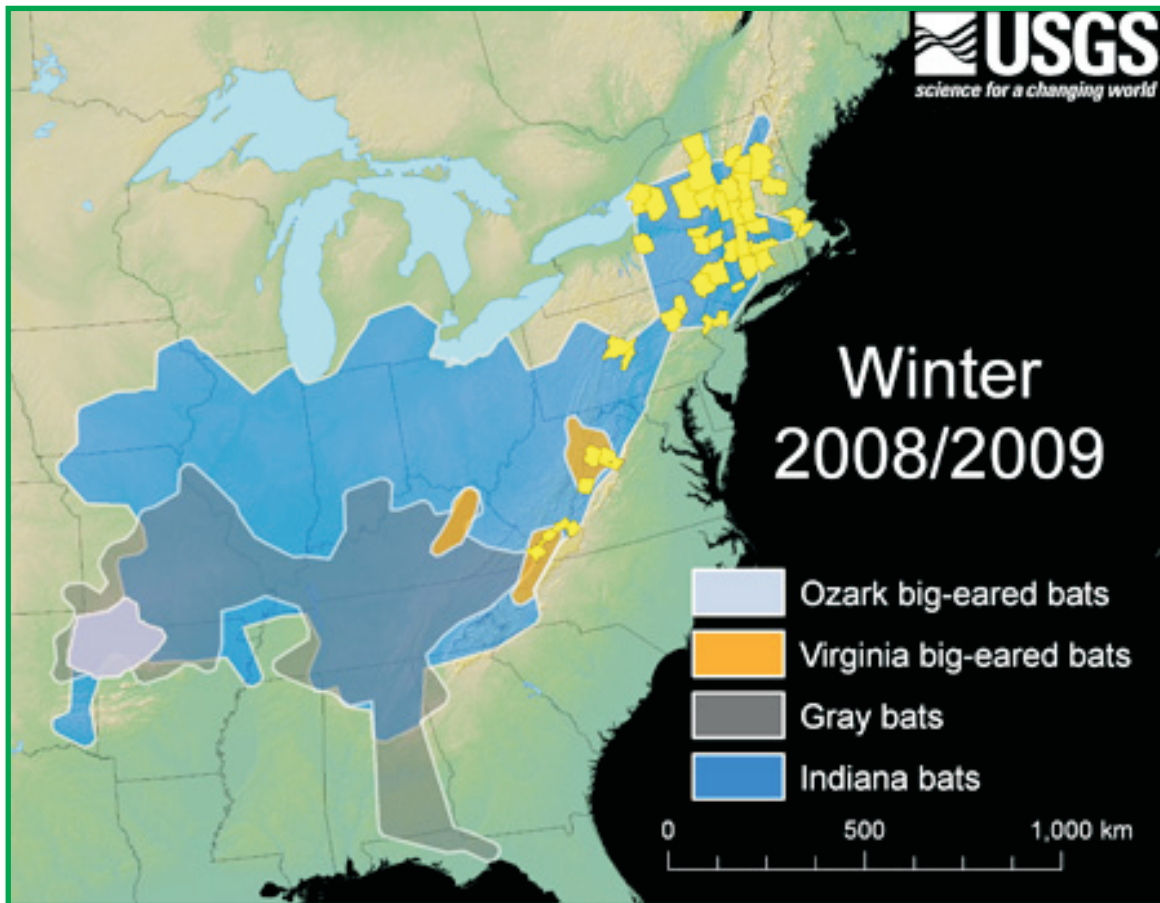 USGS
science for a changing world
Winter
2008/2009
Ozark big-eared bats
Virginia big-eared bats
Gray bats
Indiana bats
0 500 1,000 km